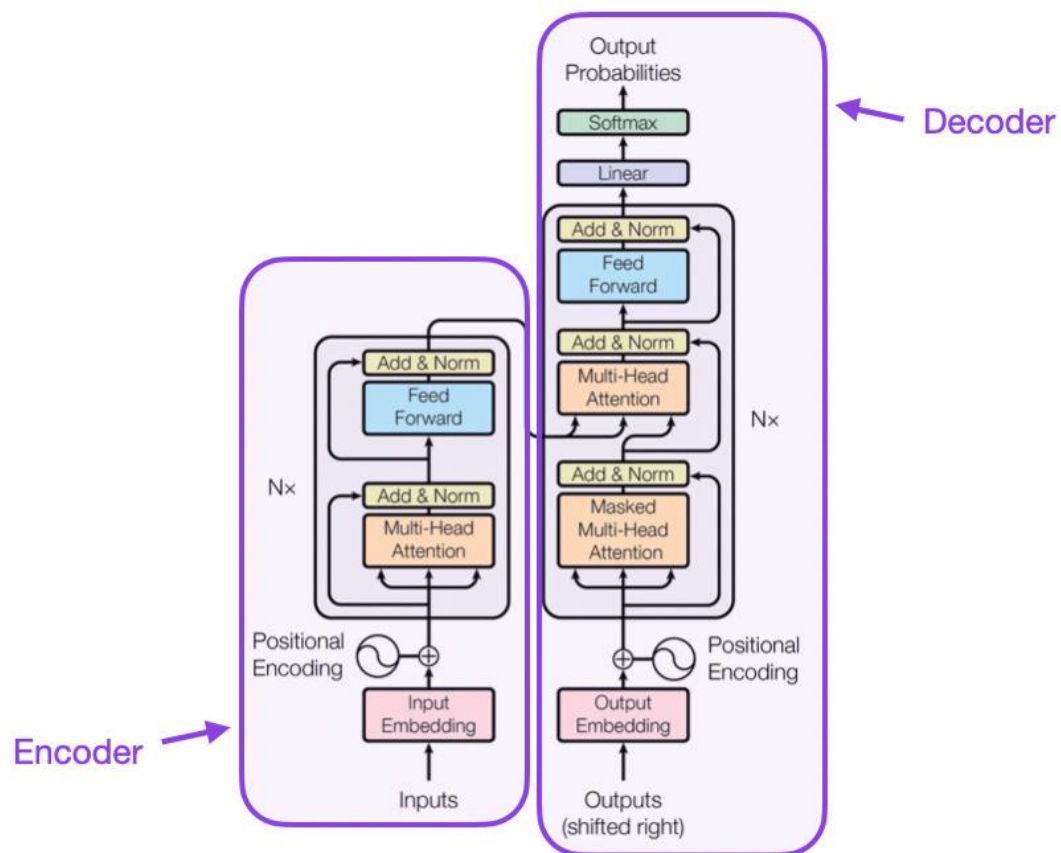 Output
Probabilities
Softmax
Linear
Add & Norm
Feed
Forward
Add & Norm
Multi-Head
Attention
Add & Norm
Masked
Multi-Head
Attention
Nx
Positional
Encoding
Output
Embedding
Outputs
(shifted right)
Decoder
Add & Norm
Feed
Forward
Add & Norm
Multi-Head
Attention
Nx
Positional
Encoding
Input
Embedding
Inputs
Encoder